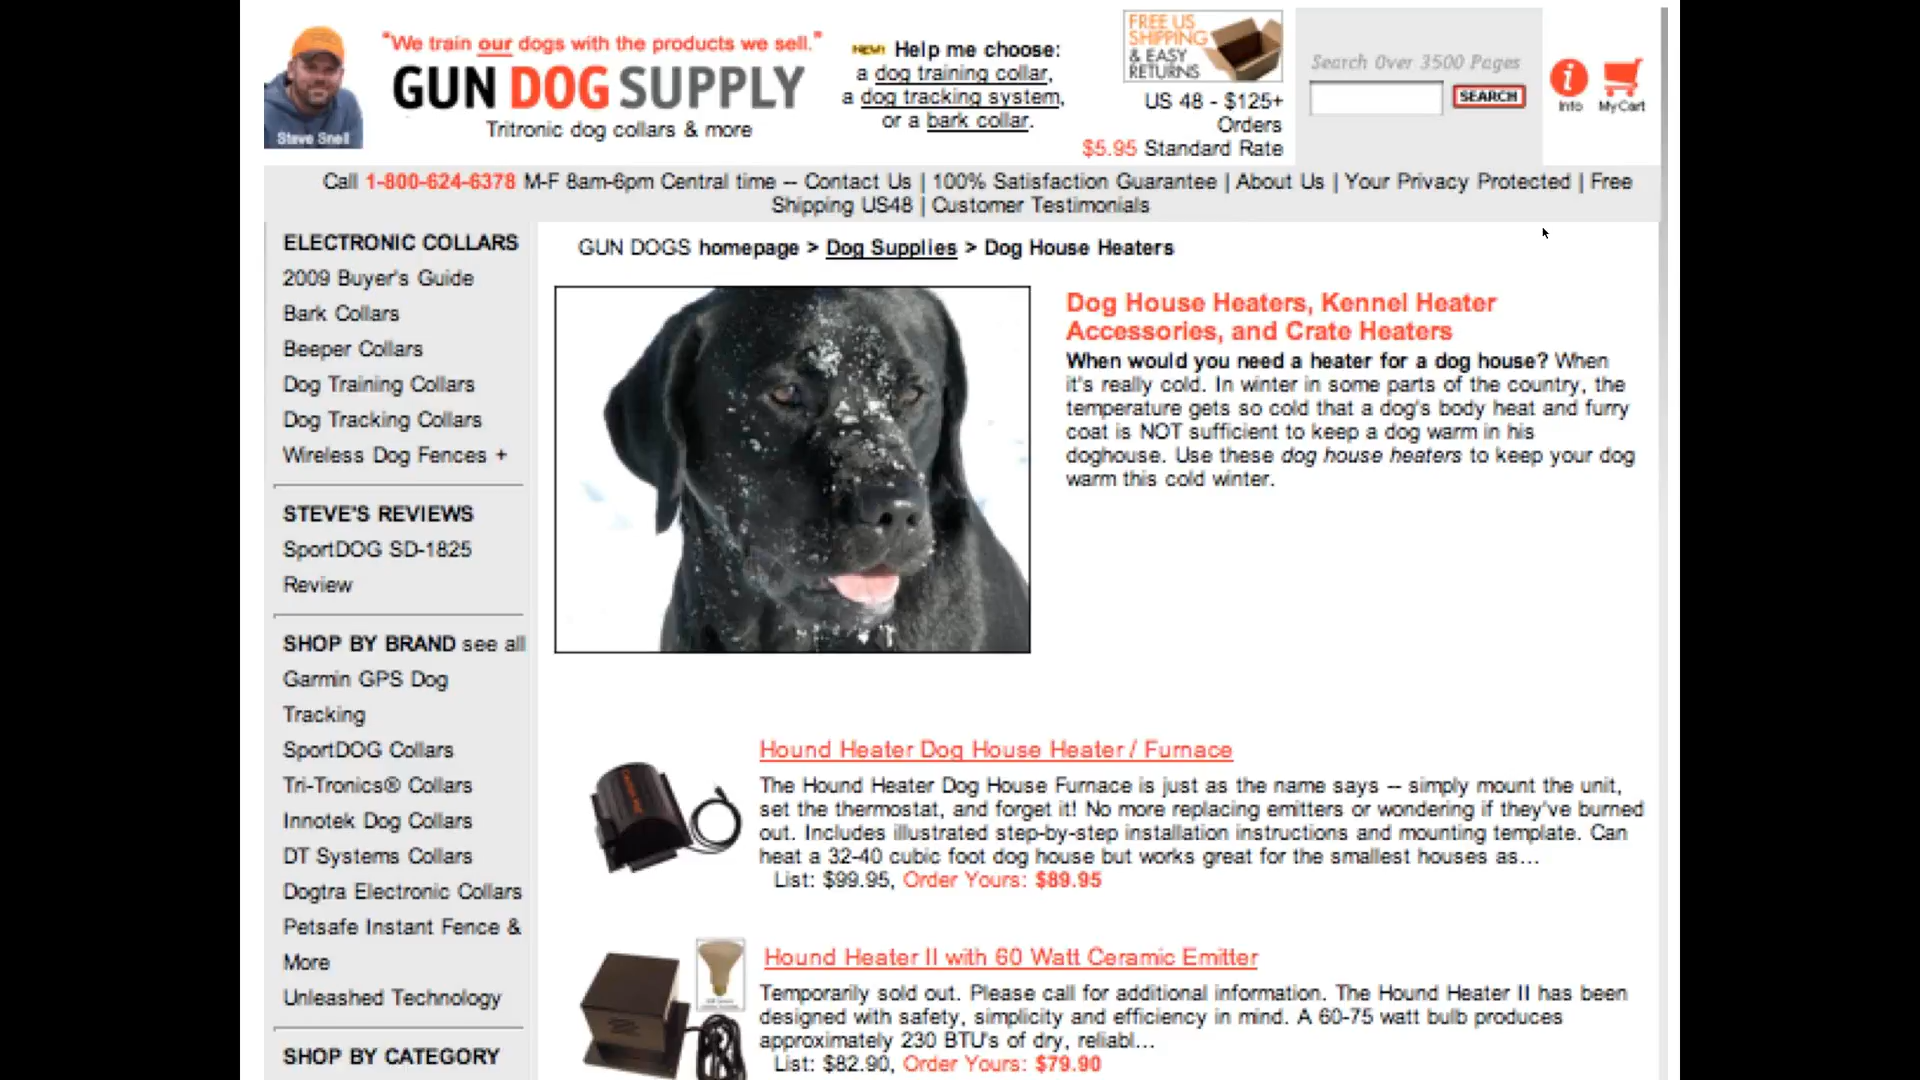 "We train our dogs with the products we sell."
GUN DOG SUPPLY
Tritronic dog collars & more
Steve Snell
NEW! Help me choose:
a dog training collar,
a dog tracking system,
or a bark collar.
FREE US
SHIPPING
& EASY
RETURNS
US 48 - $125+
Orders
$5.95 Standard Rate
Search Over 3500 Pages
SEARCH
Info
My Cart
Call 1-800-624-6378 M-F 8am-6pm Central time -- Contact Us | 100% Satisfaction Guarantee | About Us | Your Privacy Protected | Free
Shipping US48 | Customer Testimonials
ELECTRONIC COLLARS
2009 Buyer's Guide
Bark Collars
Beeper Collars
Dog Training Collars
Dog Tracking Collars
Wireless Dog Fences +
STEVE'S REVIEWS
SportDOG SD-1825
Review
SHOP BY BRAND see all
Garmin GPS Dog
Tracking
SportDOG Collars
Tri-Tronics® Collars
Innotek Dog Collars
DT Systems Collars
Dogtra Electronic Collars
Petsafe Instant Fence &
More
Unleashed Technology
SHOP BY CATEGORY
GUN DOGS homepage > Dog Supplies > Dog House Heaters
Dog House Heaters, Kennel Heater
Accessories, and Crate Heaters
When would you need a heater for a dog house? When
it's really cold. In winter in some parts of the country, the
temperature gets so cold that a dog's body heat and furry
coat is NOT sufficient to keep a dog warm in his
doghouse. Use these dog house heaters to keep your dog
warm this cold winter.
Hound Heater Dog House Heater / Furnace
The Hound Heater Dog House Furnace is just as the name says -- simply mount the unit,
set the thermostat, and forget it! No more replacing emitters or wondering if they've burned
out. Includes illustrated step-by-step installation instructions and mounting template. Can
heat a 32-40 cubic foot dog house but works great for the smallest houses as...
List: $99.95, Order Yours: $89.95
Hound Heater II with 60 Watt Ceramic Emitter
Temporarily sold out. Please call for additional information. The Hound Heater II has been
designed with safety, simplicity and efficiency in mind. A 60-75 watt bulb produces
approximately 230 BTU's of dry, reliabl...
List: $82.90, Order Yours: $79.90